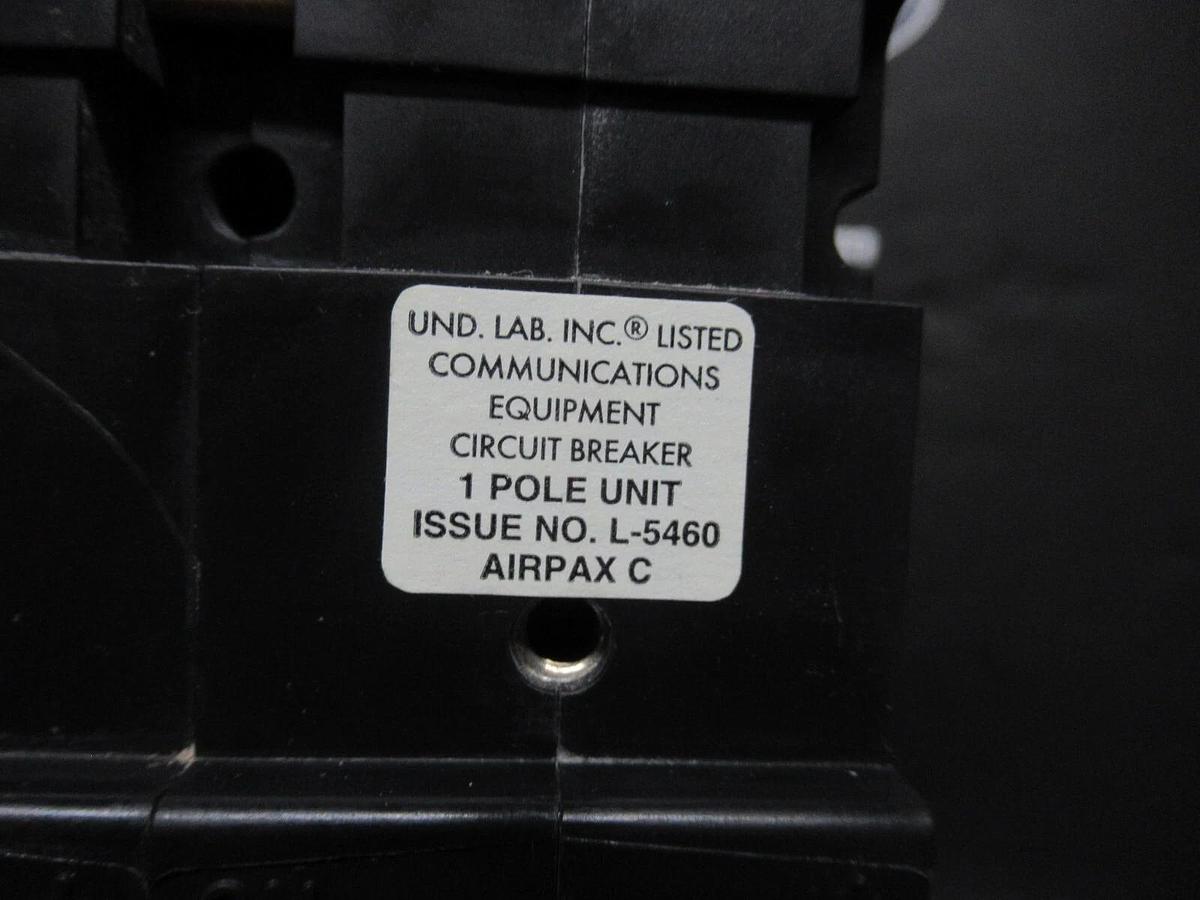 UND. LAB. INC.® LISTED
COMMUNICATIONS
EQUIPMENT
CIRCUIT BREAKER
1 POLE UNIT
ISSUE NO. L-5460
AIRPAX C